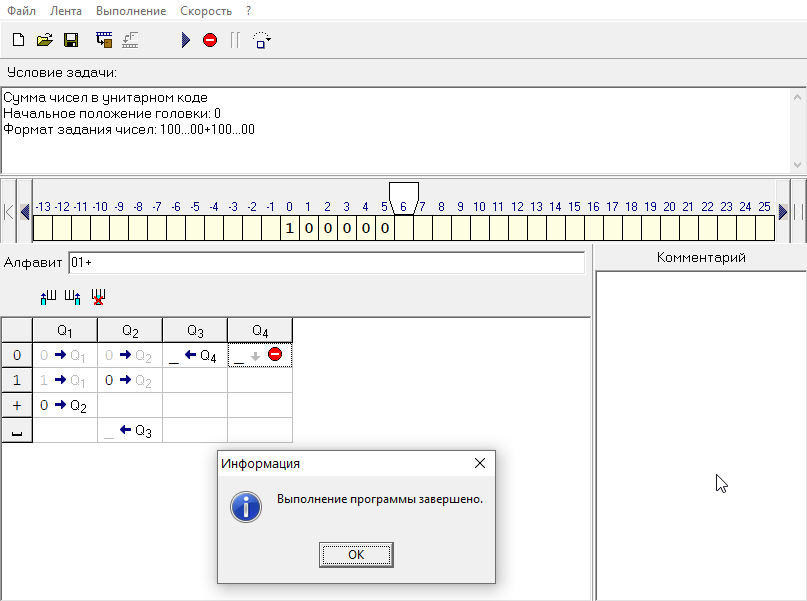 Файл Лента Выполнение Скорость ?
Условие задачи:
Сумма чисел в унитарном коде
Начальное положение головки: 0
Формат задания чисел: 100...00+100...00
-13 -12 -11 -10 -9 -8 -7 -6 -5 -4 -3 -2 -1 0 1 2 3 4 5 6 7 8 9 10 11 12 13 14 15 16 17 18 19 20 21 22 23 24 25
1 0 0 0 0 0
Алфавит 01+
Комментарий
Q1 Q2 Q3 Q4
0 0 → Q1 0 → Q2 _ ← Q4 _
1 1 → Q1 0 → Q2
+ 0 → Q2
_ ← Q3
Информация
Выполнение программы завершено.
OK